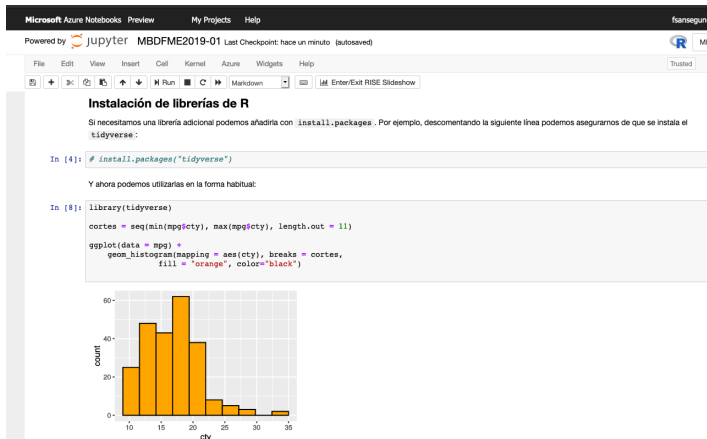 Microsoft Azure Notebooks Preview My Projects Help fsansegun
Powered by jupyter MBDFME2019-01 Last Checkpoint: hace un minuto (autosaved) R
File Edit View Insert Cell Kernel Azure Widgets Help Trusted
Run Markdown Enter/Exit RISE Slideshow
Instalación de librerías de R
Si necesitamos una librería adicional podemos añadirla con install.packages . Por ejemplo, descomentando la siguiente línea podemos asegurarnos de que se instala el
tidyverse :
In [4]: # install.packages("tidyverse")
Y ahora podemos utilizarlas en la forma habitual:
In [8]: library(tidyverse)
cortes = seq(min(mpg$cty), max(mpg$cty), length.out = 11)
ggplot(data = mpg) +
geom_histogram(mapping = aes(cty), breaks = cortes,
fill = "orange", color="black")
60
40
count
20
0
10 15 20 25 30 35
cty